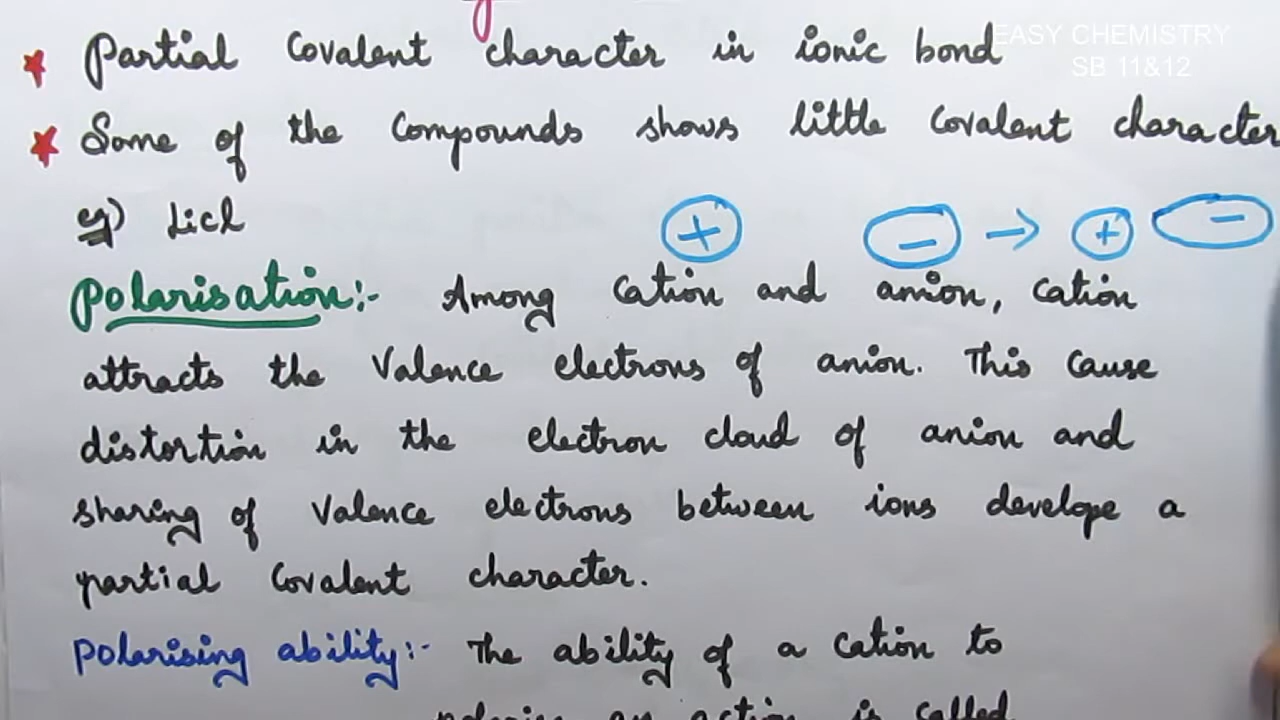 * Partial Covalent character in ionic bond
EASY CHEMISTRY
SB 11&12
* Some of the compounds shows little covalent character
eg) Licl
+ - → + -
Polarisation:- Among cation and anion, cation
attracts the valence electrons of anion. This cause
distortion in the electron cloud of anion and
sharing of valence electrons between ions develope a
partial covalent character.
Polarising ability:- The ability of a cation to
an is called